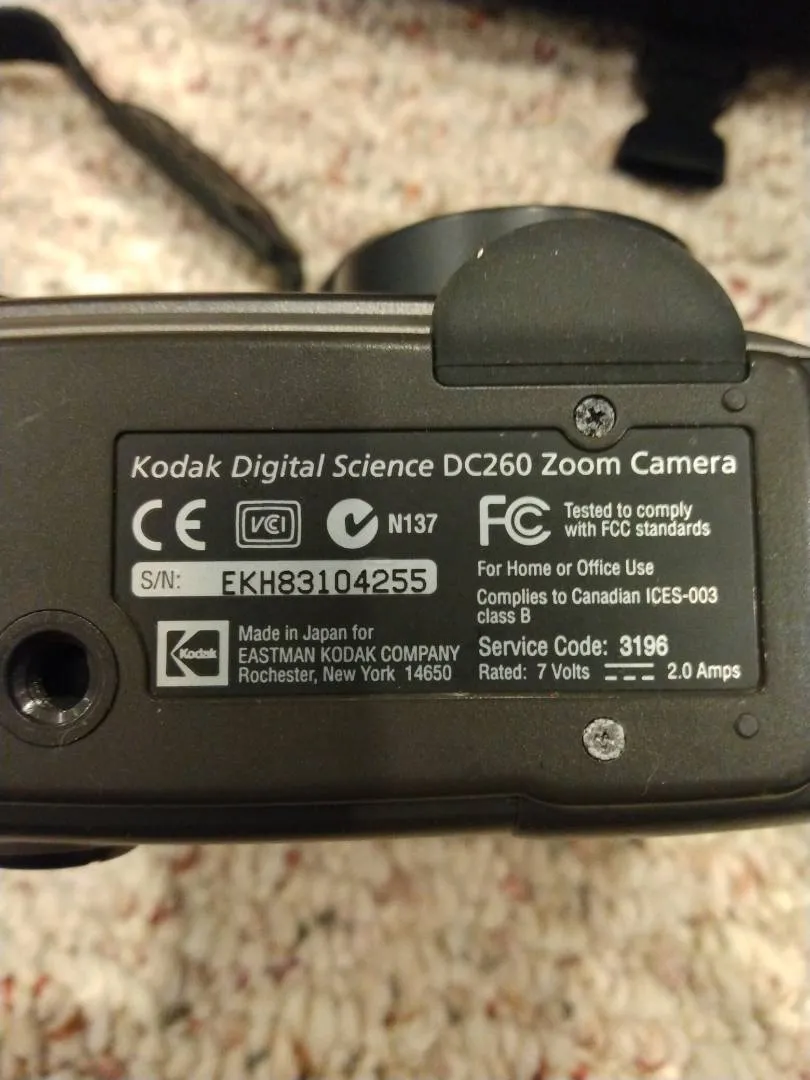 Kodak Digital Science DC260 Zoom Camera
CE VCI N137
FC Tested to comply
with FCC standards
S/N: EKH83104255
For Home or Office Use
Complies to Canadian ICES-003
class B
Kodak
Made in Japan for
EASTMAN KODAK COMPANY
Rochester, New York 14650
Service Code: 3196
Rated: 7 Volts 2.0 Amps